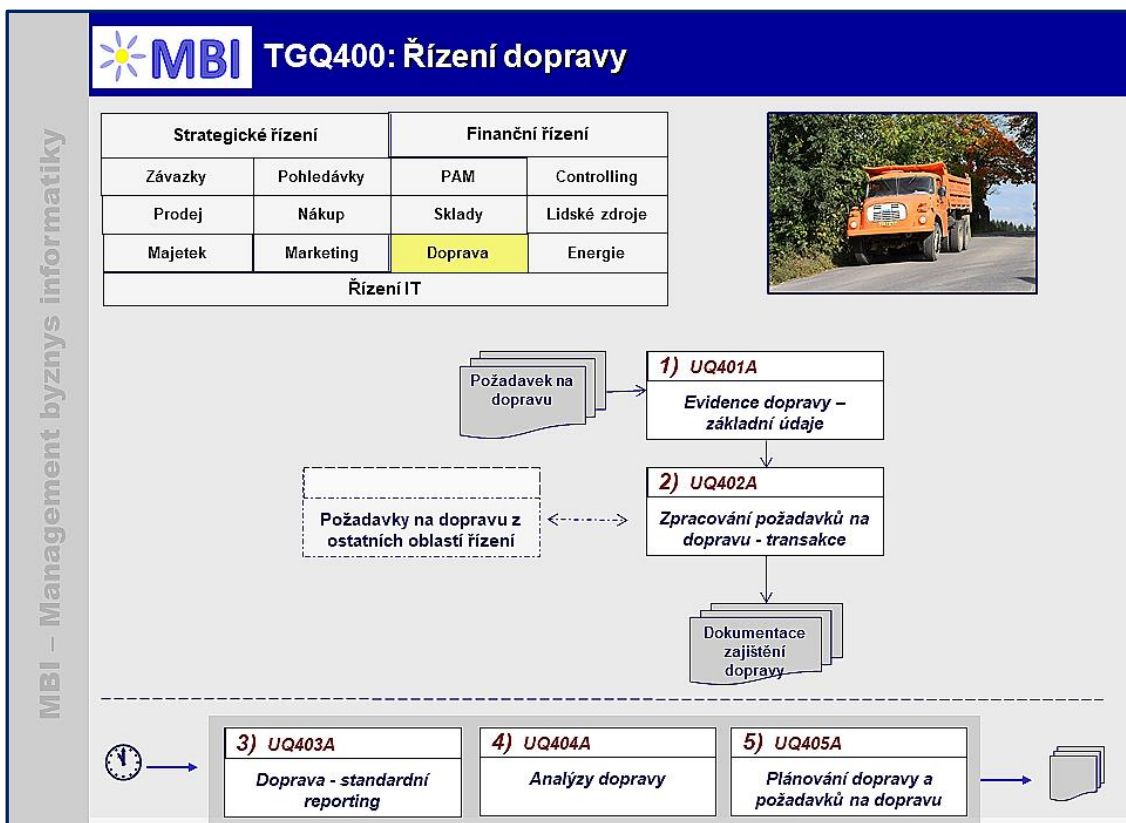 MBI TGQ400: Řízení dopravy
MBI – Management byznys informatiky
Strategické řízení
Finanční řízení
Závazky
Pohledávky
PAM
Controlling
Prodej
Nákup
Sklady
Lidské zdroje
Majetek
Marketing
Doprava
Energie
Řízení IT
Požadavek na
dopravu
1) UQ401A
Evidence dopravy –
základní údaje
2) UQ402A
Zpracování požadavků na
dopravu - transakce
Požadavky na dopravu z
ostatních oblastí řízení
Dokumentace
zajištění
dopravy
3) UQ403A
Doprava - standardní
reporting
4) UQ404A
Analýzy dopravy
5) UQ405A
Plánování dopravy a
požadavků na dopravu